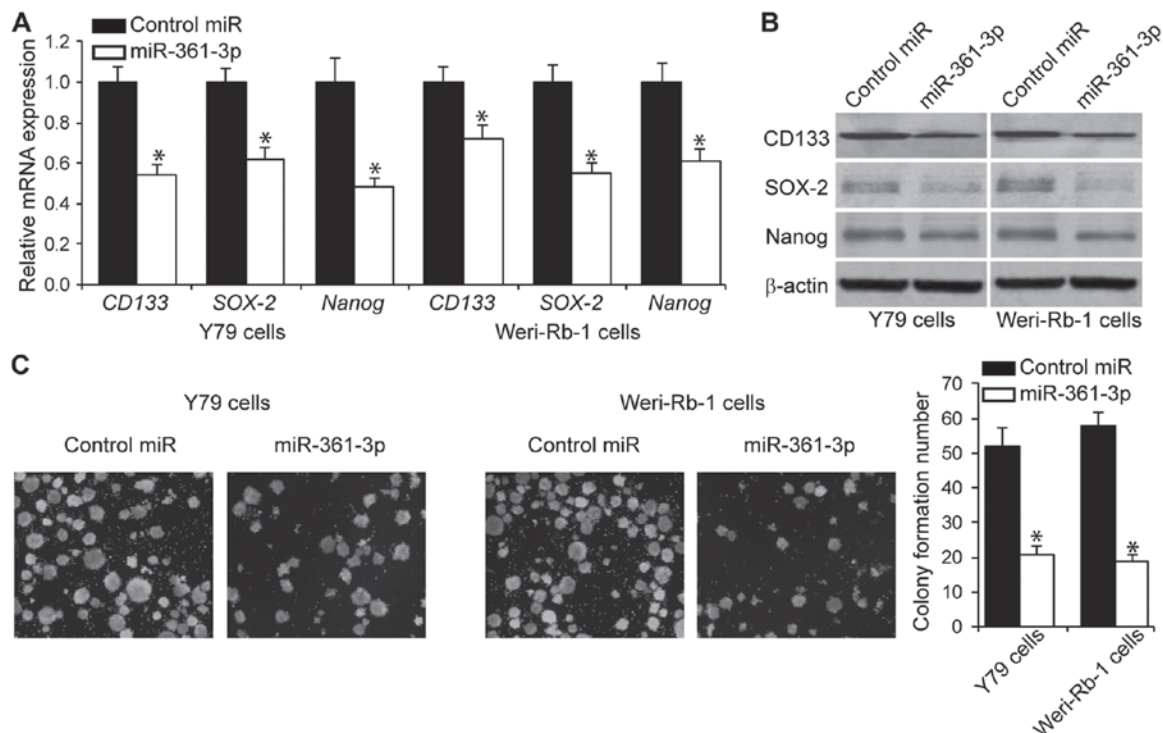 A
Control miR
miR-361-3p
Relative mRNA expression
1.2
1.0
0.8
0.6
0.4
0.2
0.0
* * * * * *
CD133 SOX-2 Nanog CD133 SOX-2 Nanog
Y79 cells Weri-Rb-1 cells
B
Control miR miR-361-3p Control miR miR-361-3p
CD133
SOX-2
Nanog
β-actin
Y79 cells Weri-Rb-1 cells
C
Y79 cells Weri-Rb-1 cells
Control miR miR-361-3p Control miR miR-361-3p
Control miR
miR-361-3p
Colony formation number
70
60
50
40
30
20
10
0
* *
Y79 cells
Weri-Rb-1 cells